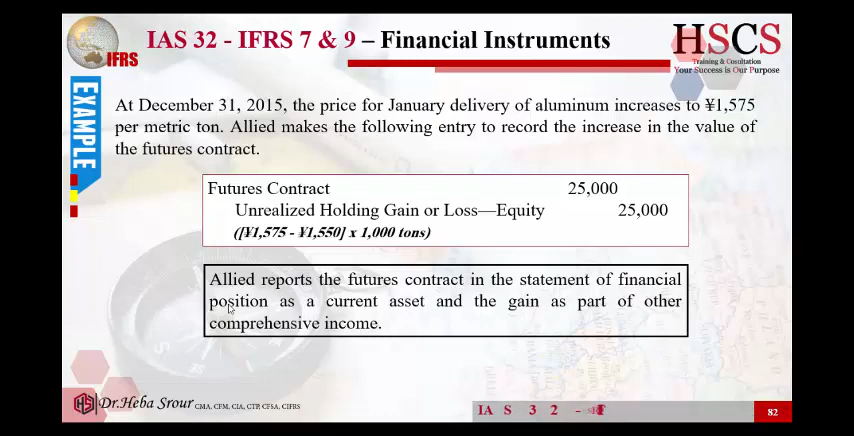 IAS 32 - IFRS 7 & 9 – Financial Instruments
IFRS
HSCS
Training & Cosultation
Your Success is Our Purpose
EXAMPLE
At December 31, 2015, the price for January delivery of aluminum increases to ¥1,575
per metric ton. Allied makes the following entry to record the increase in the value of
the futures contract.
Futures Contract 25,000
Unrealized Holding Gain or Loss—Equity 25,000
([¥1,575 - ¥1,550] x 1,000 tons)
Allied reports the futures contract in the statement of financial
position as a current asset and the gain as part of other
comprehensive income.
HS Dr.Heba Srour CMA, CFM, CIA, CTP, CFSA, CIFRS
IA S 3 2 -
82